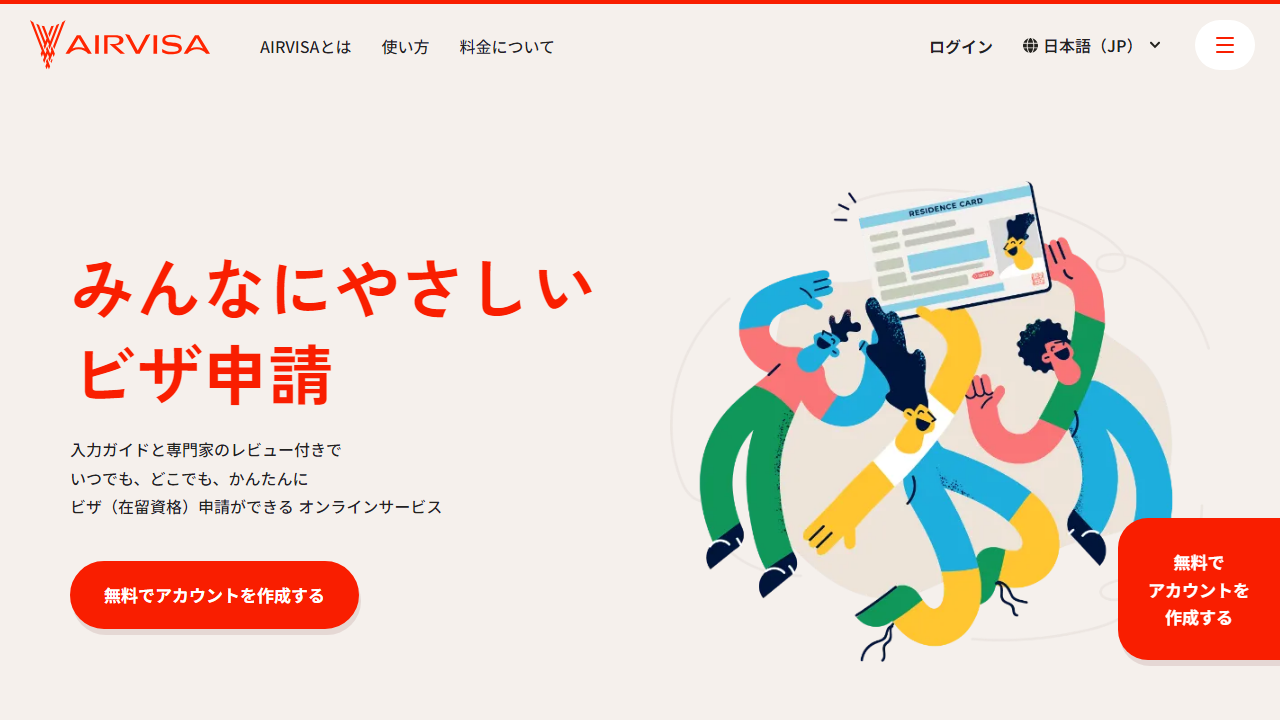 AIRVISA
AIRVISAとは
使い方
料金について
ログイン
日本語（JP）
RESIDENCE CARD
みんなにやさしい
ビザ申請
入力ガイドと専門家のレビュー付きで
いつでも、どこでも、かんたんに
ビザ（在留資格）申請ができる オンラインサービス
無料でアカウントを作成する
無料で
アカウントを
作成する